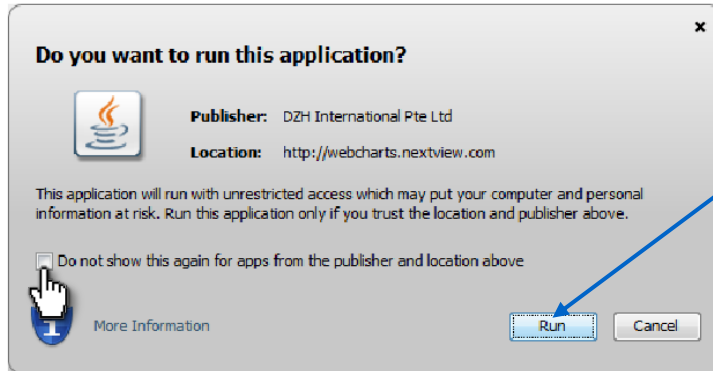 Do you want to run this application?
Publisher: DZH International Pte Ltd
Location: http://webcharts.nextview.com
This application will run with unrestricted access which may put your computer and personal
information at risk. Run this application only if you trust the location and publisher above.
Do not show this again for apps from the publisher and location above
1
More Information
Run Cancel